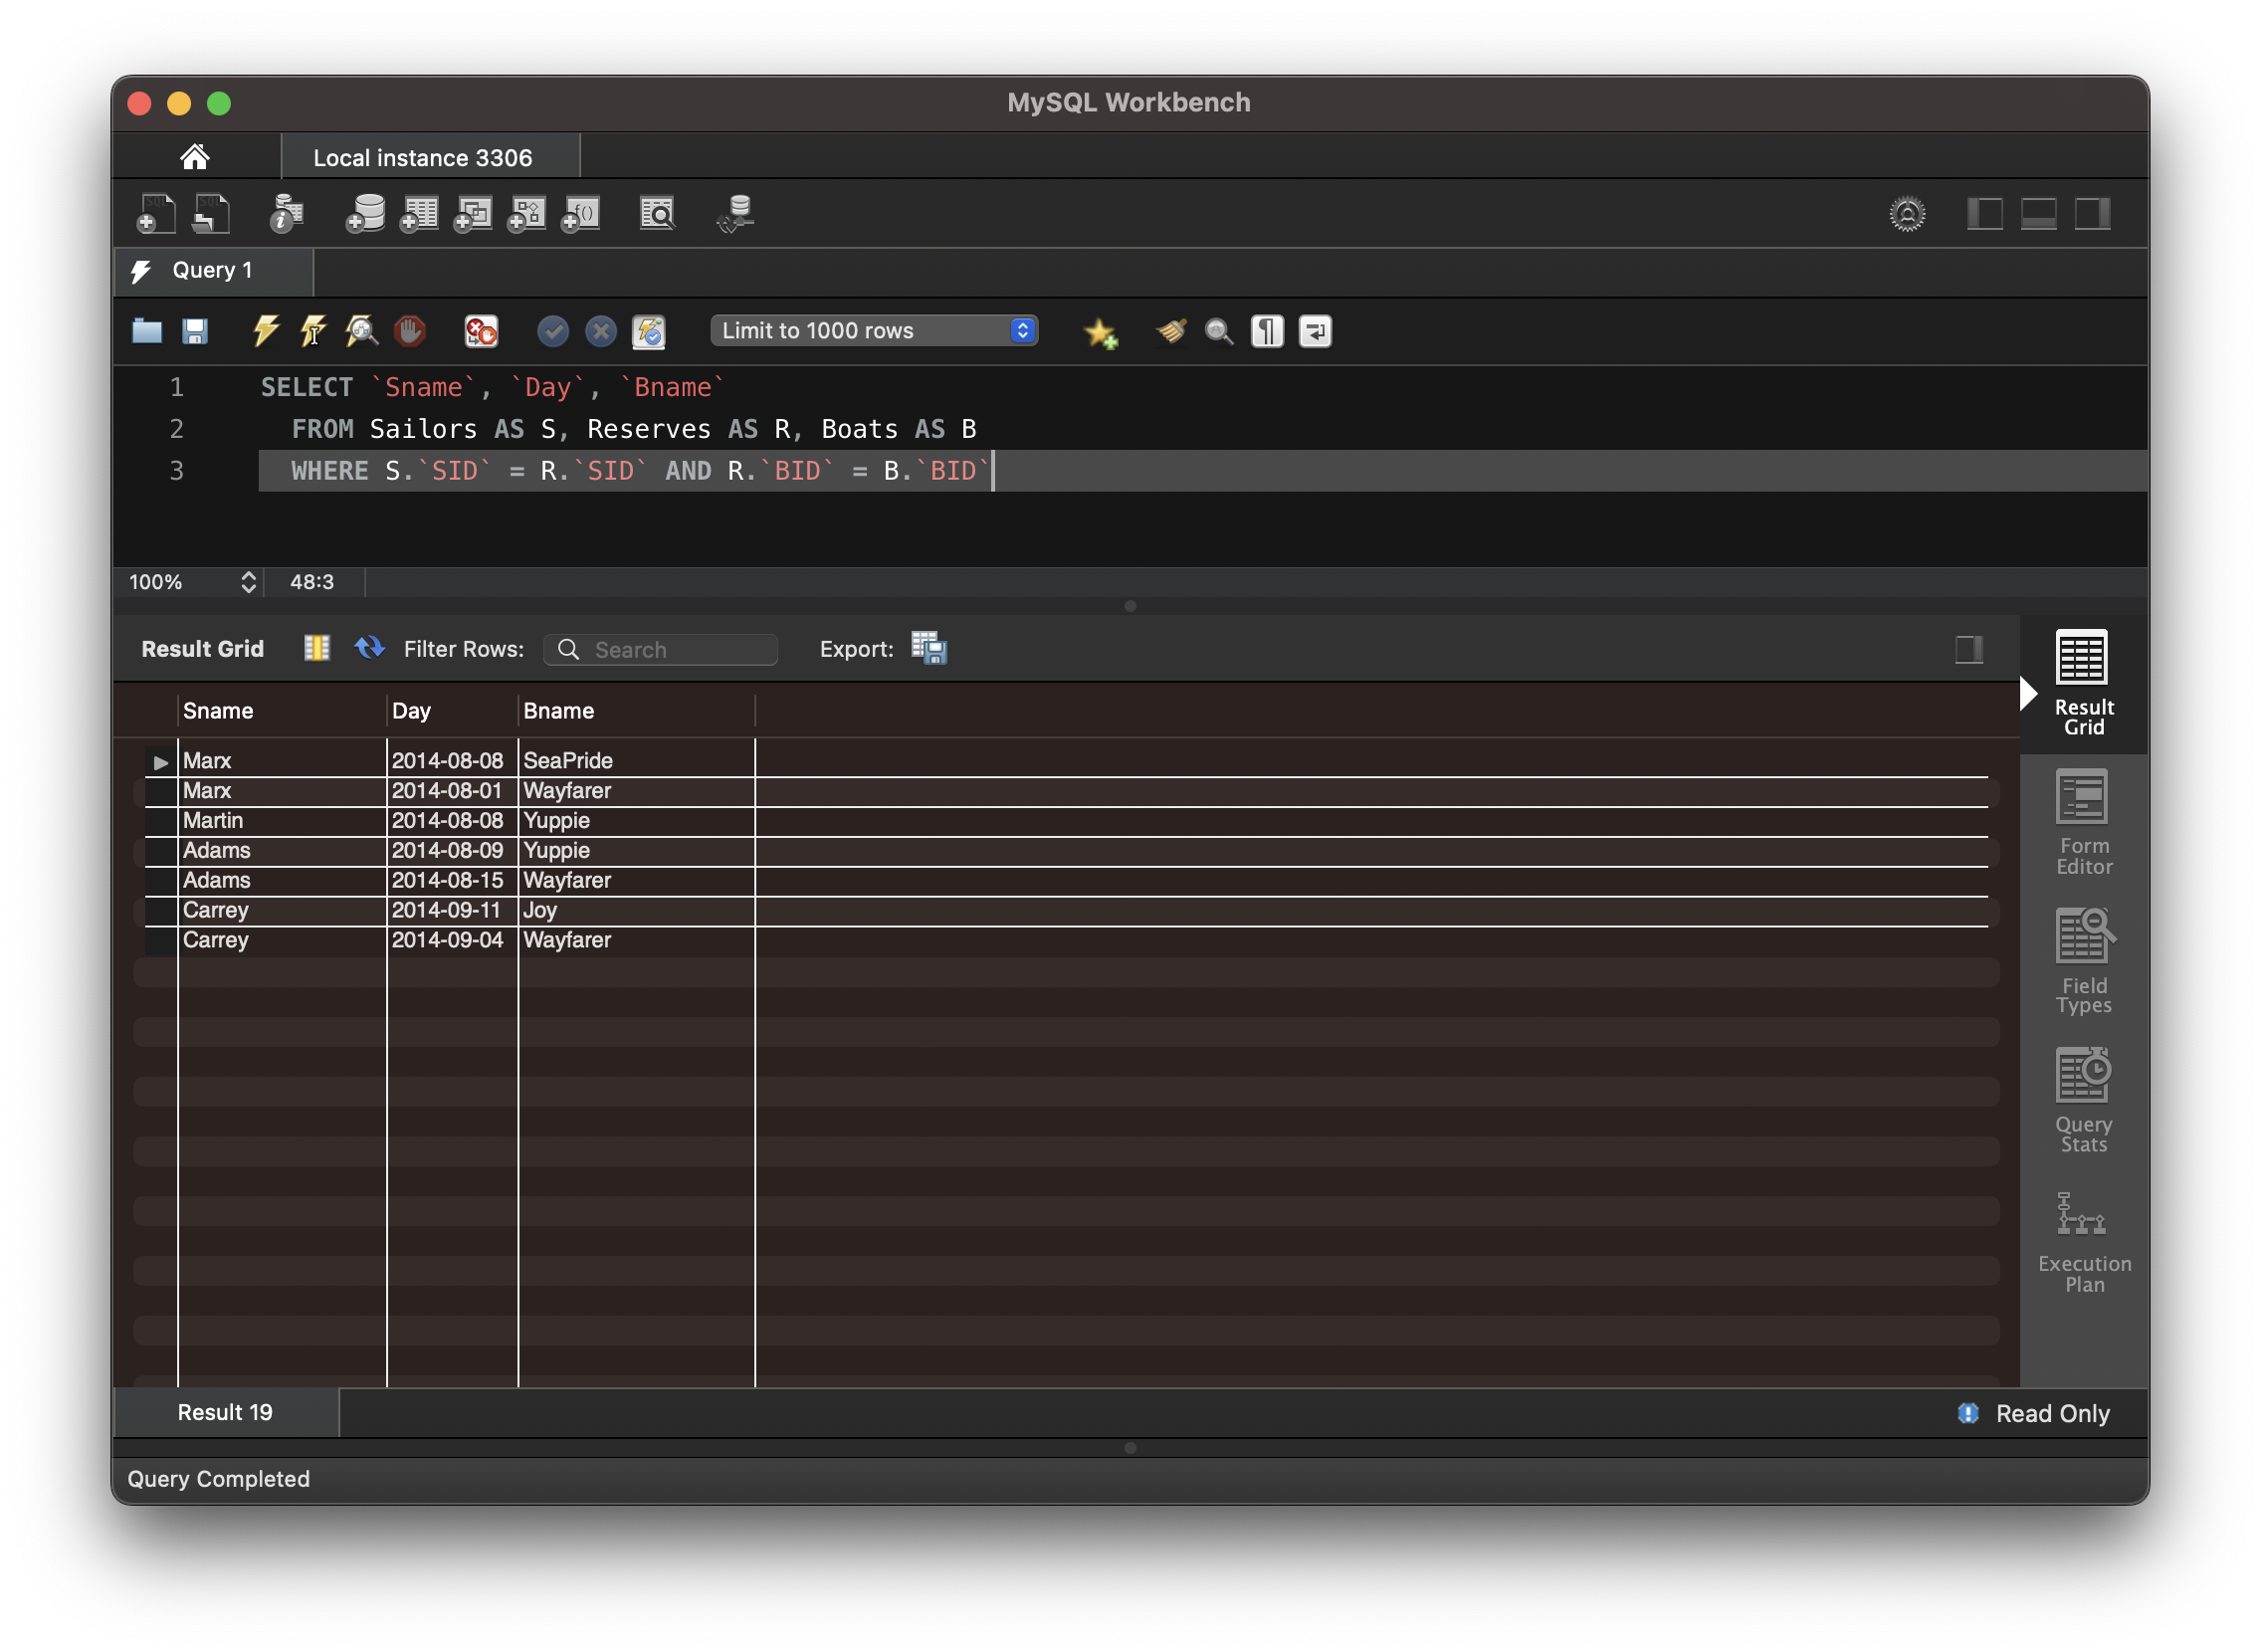 MySQL Workbench
Local instance 3306
Query 1
Limit to 1000 rows
1 SELECT `Sname`, `Day`, `Bname`
2 FROM Sailors AS S, Reserves AS R, Boats AS B
3 WHERE S.`SID` = R.`SID` AND R.`BID` = B.`BID`
100% 48:3
Result Grid Filter Rows: Search Export:
Sname Day Bname
Marx 2014-08-08 SeaPride
Marx 2014-08-01 Wayfarer
Martin 2014-08-08 Yuppie
Adams 2014-08-09 Yuppie
Adams 2014-08-15 Wayfarer
Carrey 2014-09-11 Joy
Carrey 2014-09-04 Wayfarer
Result
Grid
Form
Editor
Field
Types
Query
Stats
Execution
Plan
Result 19 Read Only
Query Completed